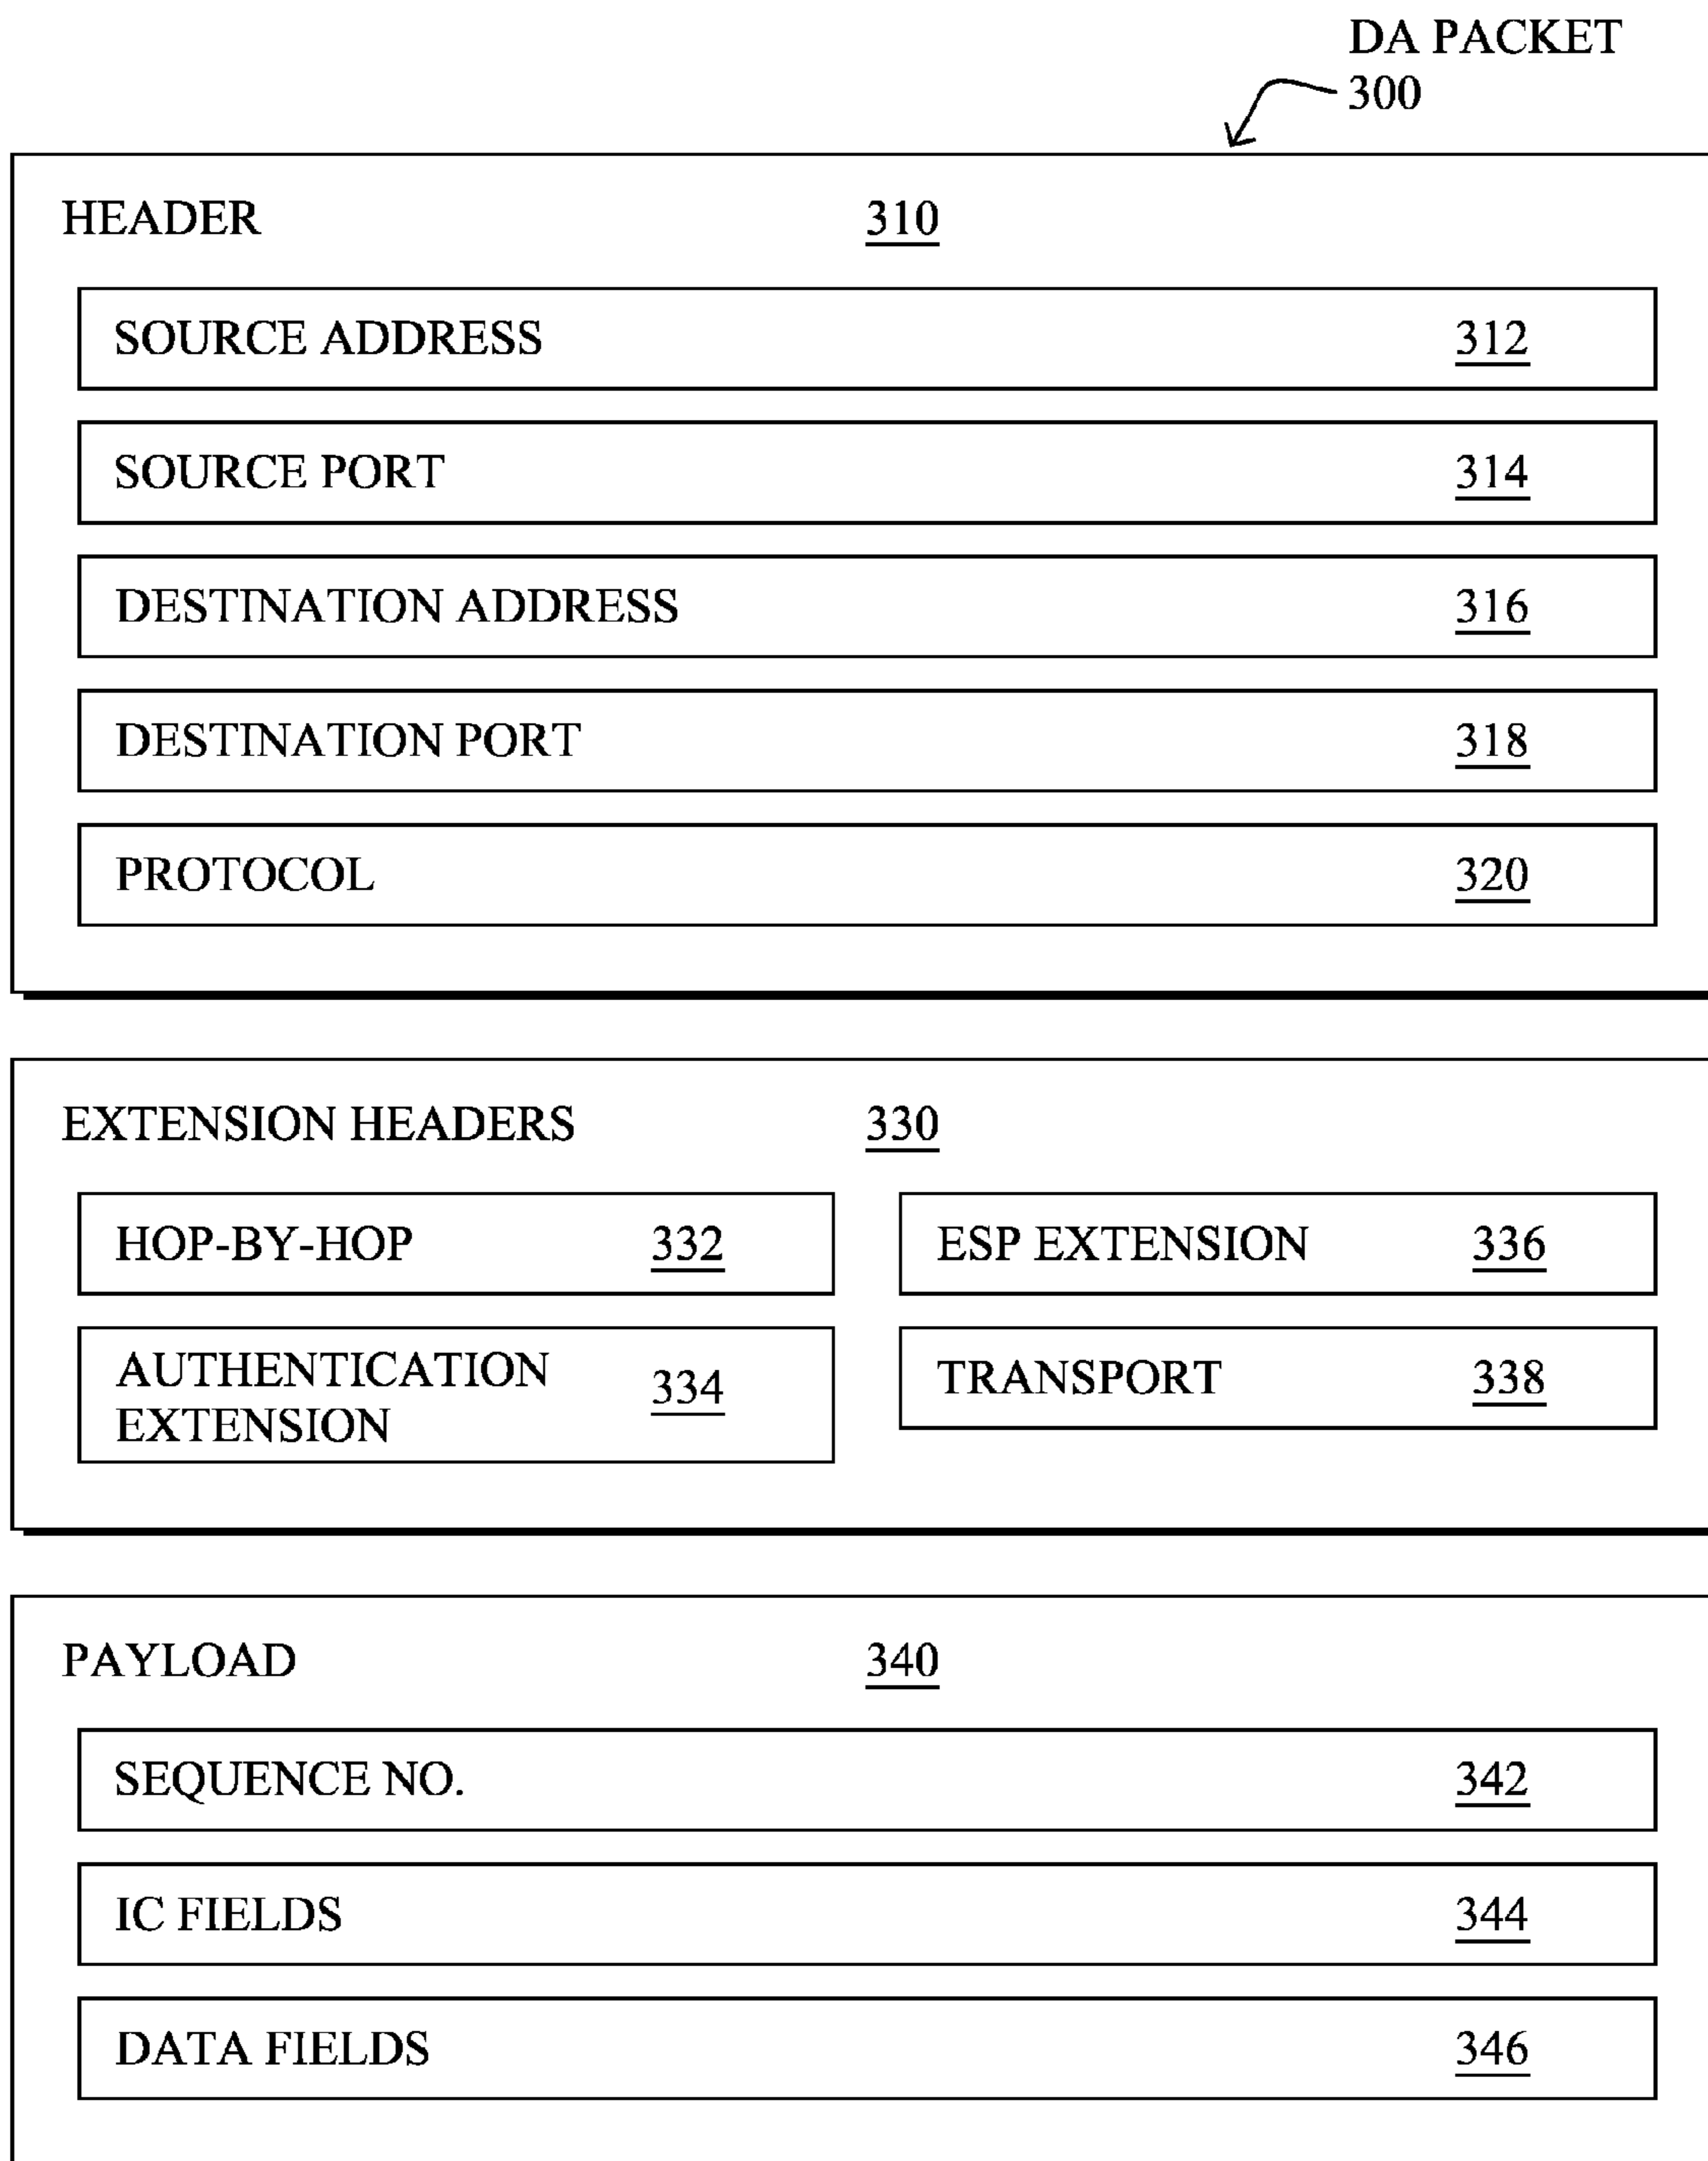 DA PACKET
300
HEADER 310
SOURCE ADDRESS 312
SOURCE PORT 314
DESTINATION ADDRESS 316
DESTINATION PORT 318
PROTOCOL 320
EXTENSION HEADERS 330
HOP-BY-HOP 332
ESP EXTENSION 336
AUTHENTICATION
EXTENSION 334
TRANSPORT 338
PAYLOAD 340
SEQUENCE NO. 342
IC FIELDS 344
DATA FIELDS 346